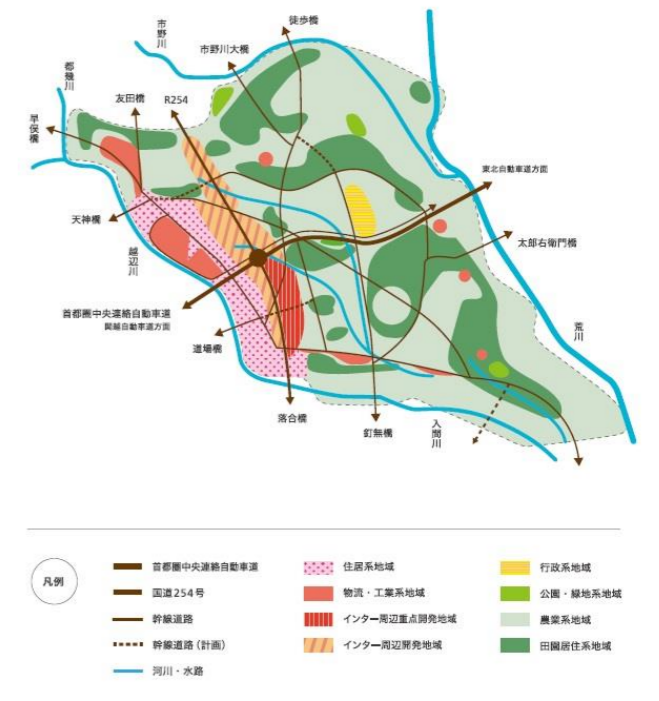 徒歩橋
市野川
市野川大橋
都幾川
友田橋
R254
早俣橋
東北自動車道方面
天神橋
太郎右衛門橋
越辺川
首都圏中央連絡自動車道
関越自動車道方面
荒川
道場橋
落合橋
釘無橋
入間川
凡例
首都圏中央連絡自動車道
国道254号
幹線道路
幹線道路（計画）
河川・水路
住居系地域
物流・工業系地域
インター周辺重点開発地域
インター周辺開発地域
行政系地域
公園・緑地系地域
農業系地域
田園居住系地域